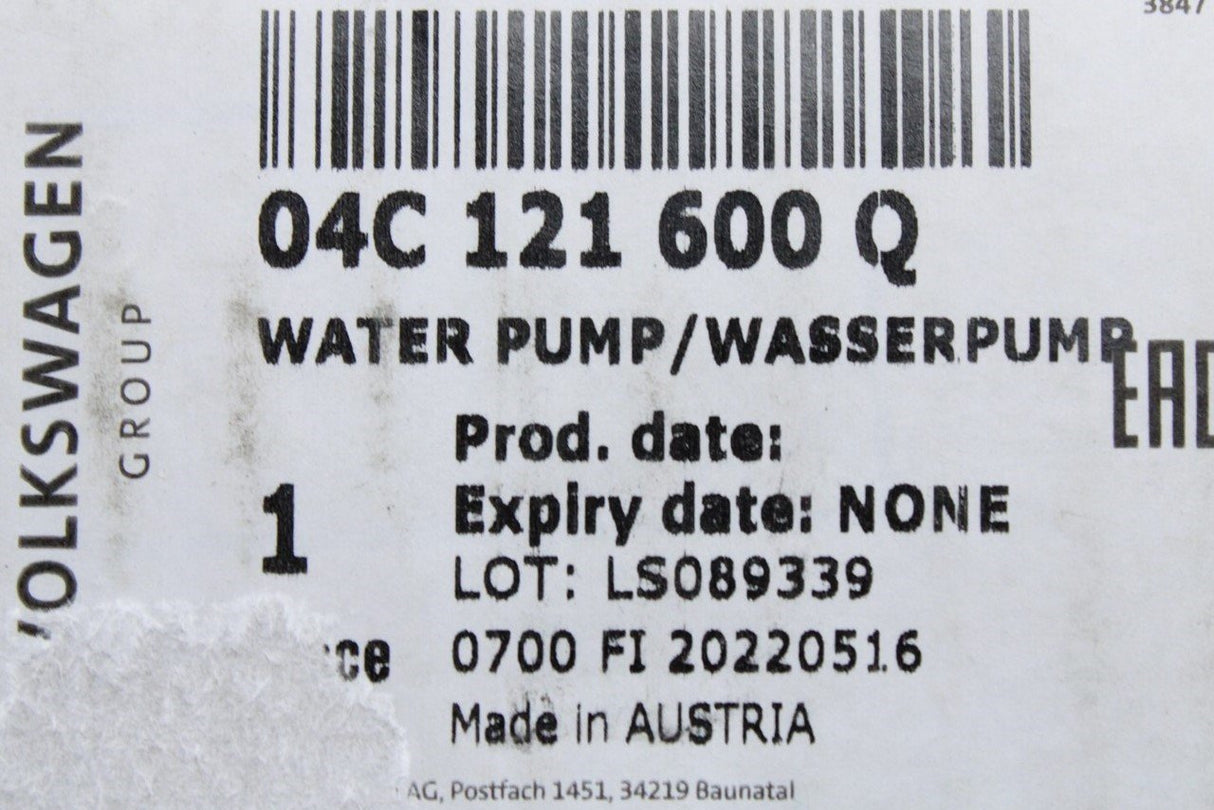 3847
04C 121 600 Q
WATER PUMP/WASSERPUMP
EAC
VOLKSWAGEN
GROUP
Prod. date:
Expiry date: NONE
1
LOT: LS089339
0700 FI 20220516
Made in AUSTRIA
AG, Postfach 1451, 34219 Baunatal